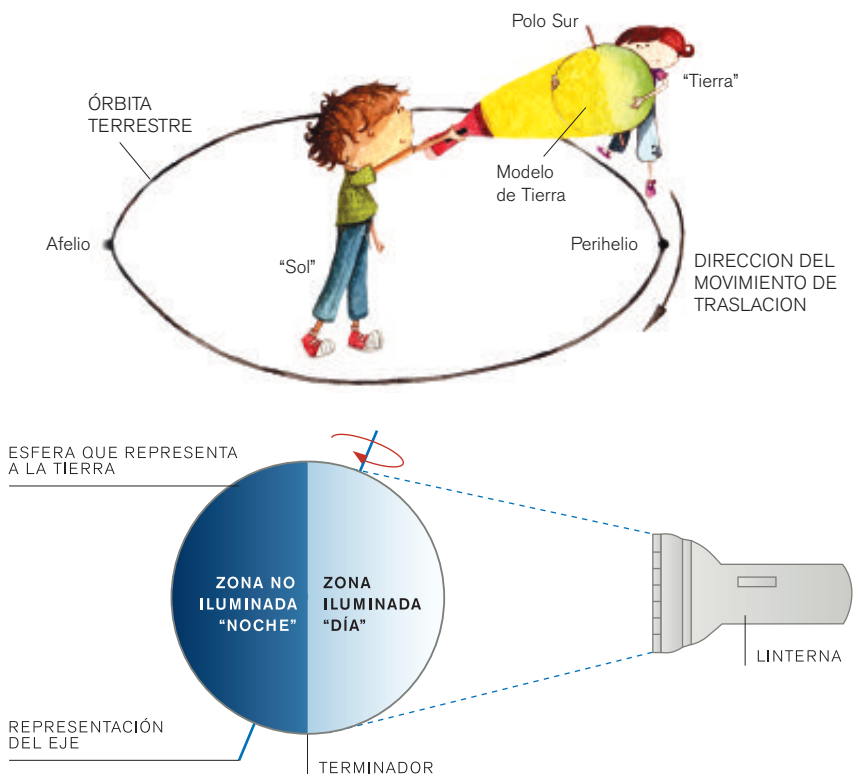 Polo Sur
"Tierra"
ÓRBITA
TERRESTRE
Modelo
de Tierra
Afelio
"Sol"
Perihelio
DIRECCION DEL
MOVIMIENTO DE
TRASLACION
ESFERA QUE REPRESENTA
A LA TIERRA
ZONA NO
ILUMINADA
"NOCHE"
ZONA
ILUMINADA
"DÍA"
LINTERNA
REPRESENTACIÓN
DEL EJE
TERMINADOR